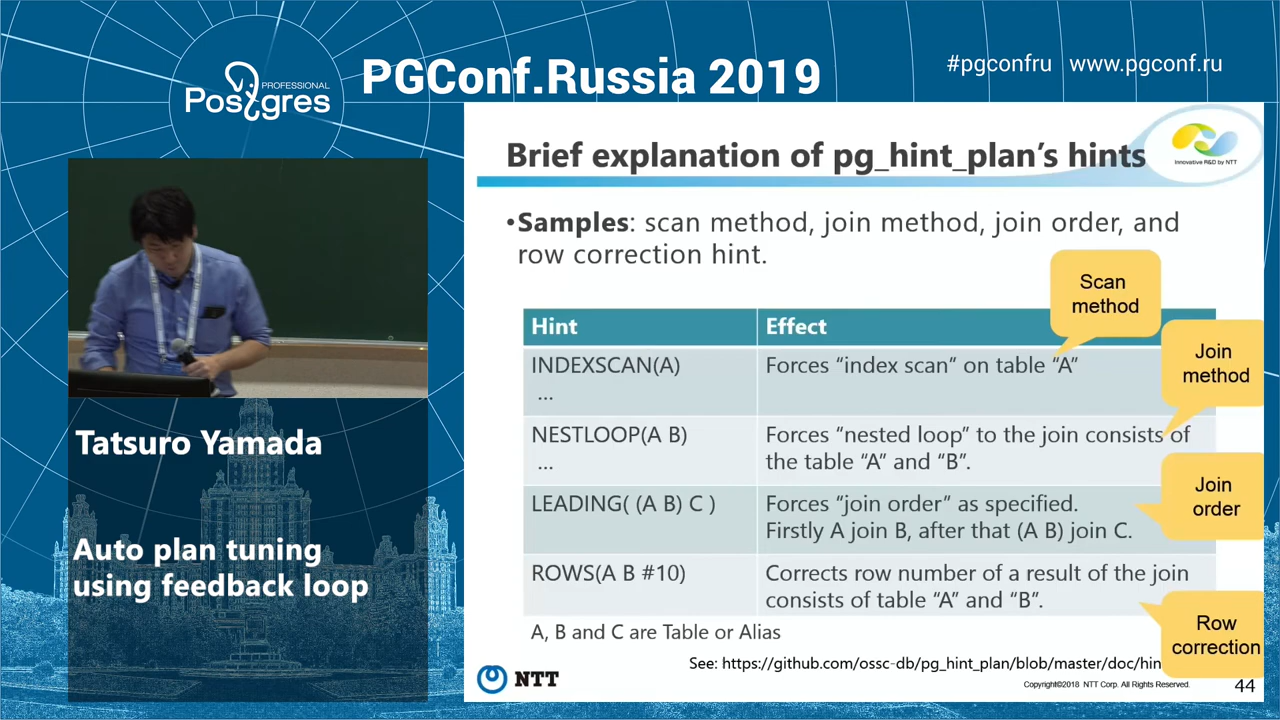 PROFESSIONAL
Postgres
PGConf.Russia 2019
#pgconfru www.pgconf.ru
Brief explanation of pg_hint_plan's hints
Innovative R&D by NTT
•Samples: scan method, join method, join order, and
row correction hint.
Scan
method
Hint
Effect
Join
method
INDEXSCAN(A)
...
Forces “index scan” on table “A”
NESTLOOP(A B)
...
Forces “nested loop” to the join consists of
the table “A” and “B”.
Join
order
LEADING( (A B) C )
Forces “join order” as specified.
Firstly A join B, after that (A B) join C.
ROWS(A B #10)
Corrects row number of a result of the join
consists of table “A” and “B”.
Row
correction
A, B and C are Table or Alias
See: https://github.com/ossc-db/pg_hint_plan/blob/master/doc/hin
NTT
Copyright©2018 NTT Corp. All Rights Reserved.
44
Tatsuro Yamada
Auto plan tuning
using feedback loop